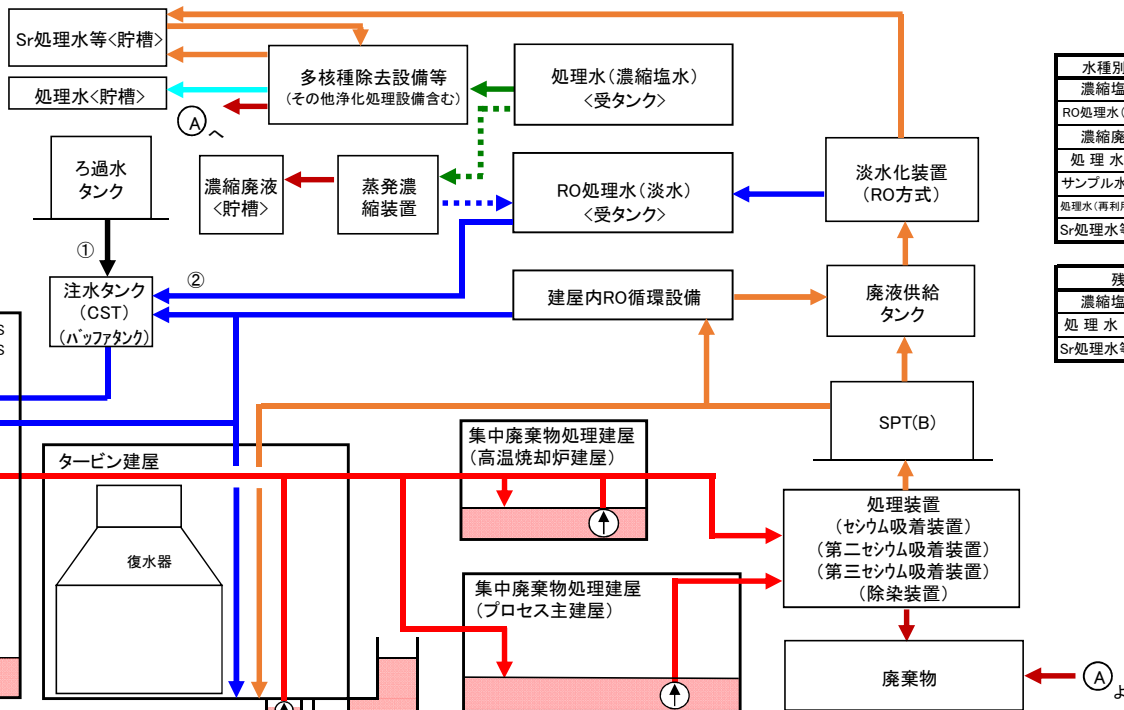 Sr処理水等<貯槽>
処理水<貯槽>
多核種除去設備等
(その他浄化処理設備含む)
処理水(濃縮塩水)
<受タンク>
Ⓐへ
ろ過水
タンク
濃縮廃液
<貯槽>
蒸発濃
縮装置
RO処理水(淡水)
<受タンク>
淡水化装置
(RO方式)
①
②
注水タンク
(CST)
(バッファタンク)
建屋内RO循環設備
廃液供給
タンク
S
S
SPT(B)
タービン建屋
復水器
集中廃棄物処理建屋
(高温焼却炉建屋)
処理装置
(セシウム吸着装置)
(第二セシウム吸着装置)
(第三セシウム吸着装置)
(除染装置)
集中廃棄物処理建屋
(プロセス主建屋)
廃棄物
Ⓐよ
水種別
濃縮塩
RO処理水(
濃縮廃
処理水
サンプル水
処理水(再利用
Sr処理水等
残
濃縮塩
処理水
Sr処理水等